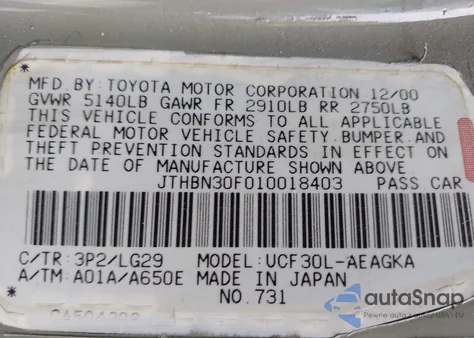 MFD. BY: TOYOTA MOTOR CORPORATION 12/00
GVWR 5140LB GAWR FR 2910LB RR 2750LB
THIS VEHICLE CONFORMS TO ALL APPLICABLE
FEDERAL MOTOR VEHICLE SAFETY, BUMPER, AND
THEFT PREVENTION STANDARDS IN EFFECT ON
THE DATE OF MANUFACTURE SHOWN ABOVE.
JTHBN30F010018403 PASS. CAR
* *
C/TR: 3P2/LG29 MODEL: UCF30L-AEAGKA
A/TM: A01A/A650E MADE IN JAPAN
* NO. 731
autoSnap